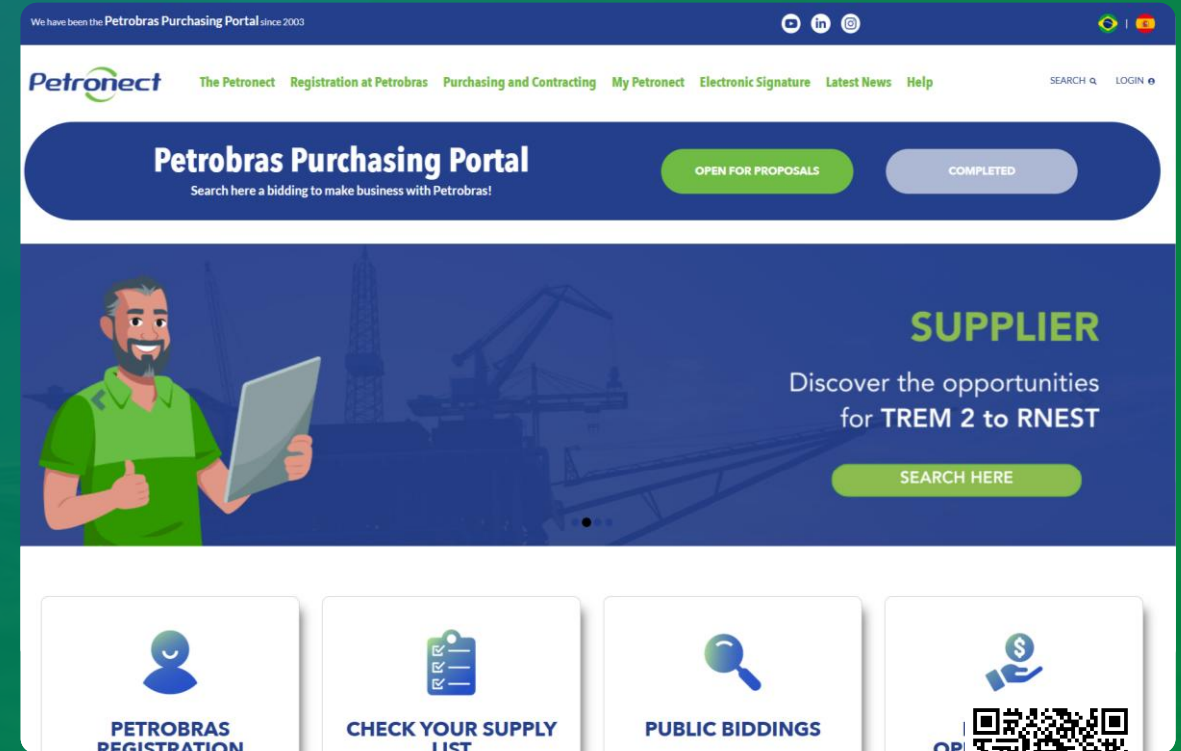 We have been the Petrobras Purchasing Portal since 2003
Petronect
The Petronect Registration at Petrobras Purchasing and Contracting My Petronect Electronic Signature Latest News Help
SEARCH LOGIN
Petrobras Purchasing Portal
Search here a bidding to make business with Petrobras!
OPEN FOR PROPOSALS
COMPLETED
SUPPLIER
Discover the opportunities
for TREM 2 to RNEST
SEARCH HERE
PETROBRAS
REGISTRATION
CHECK YOUR SUPPLY
LIST
PUBLIC BIDDINGS